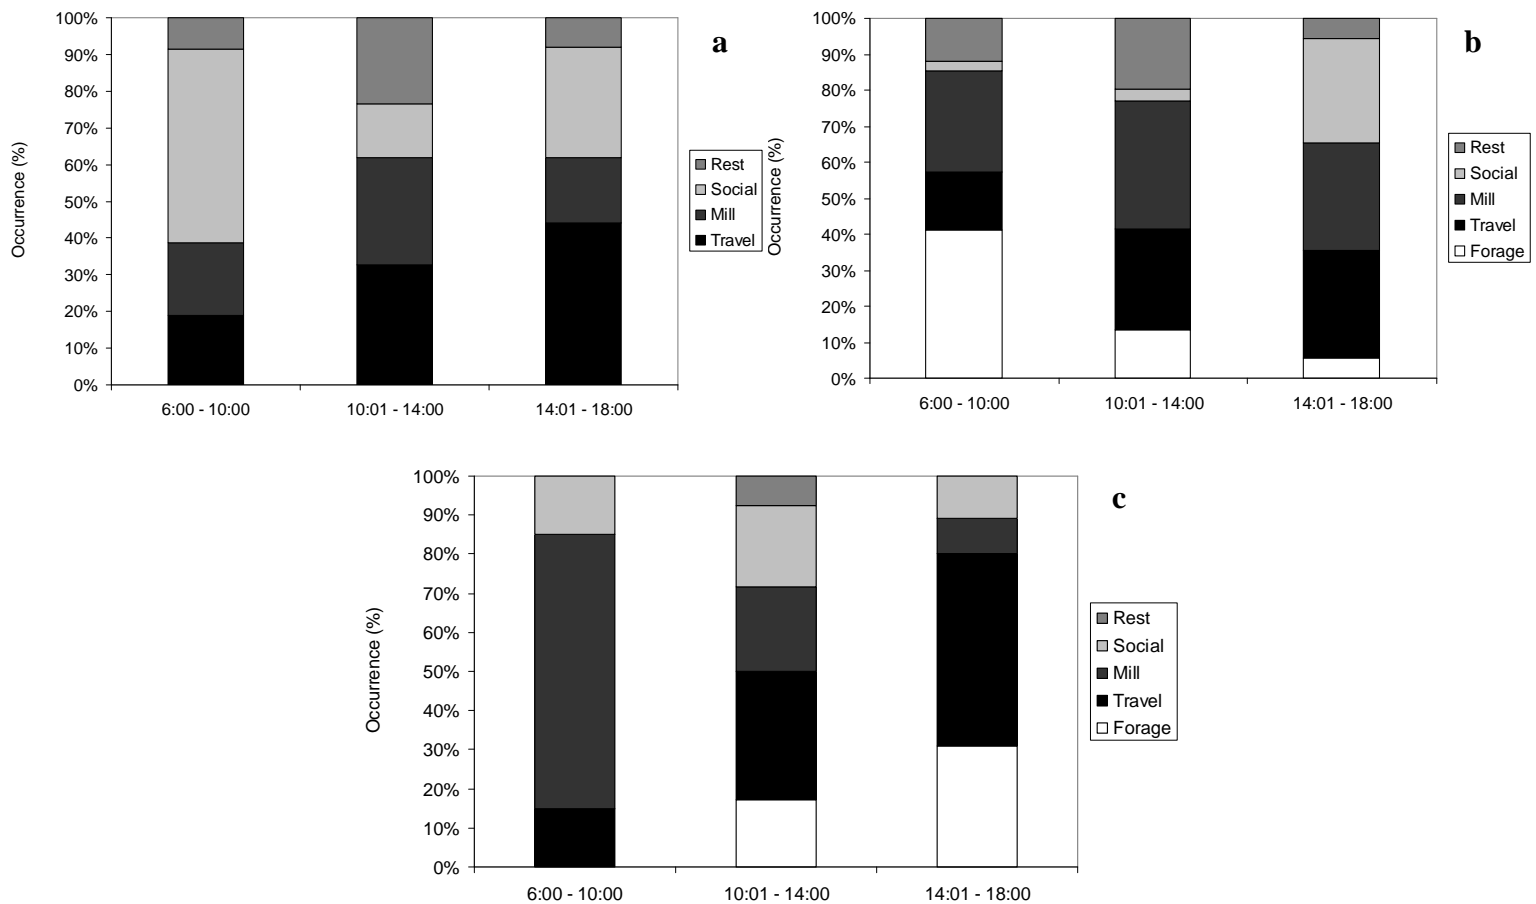 a
Occurrence (%)
100%
90%
80%
70%
60%
50%
40%
30%
20%
10%
0%
6:00 - 10:00
10:01 - 14:00
14:01 - 18:00
Rest
Social
Mill
Travel
b
Occurrence (%)
100%
90%
80%
70%
60%
50%
40%
30%
20%
10%
0%
6:00 - 10:00
10:01 - 14:00
14:01 - 18:00
Rest
Social
Mill
Travel
Forage
c
Occurrence (%)
100%
90%
80%
70%
60%
50%
40%
30%
20%
10%
0%
6:00 - 10:00
10:01 - 14:00
14:01 - 18:00
Rest
Social
Mill
Travel
Forage